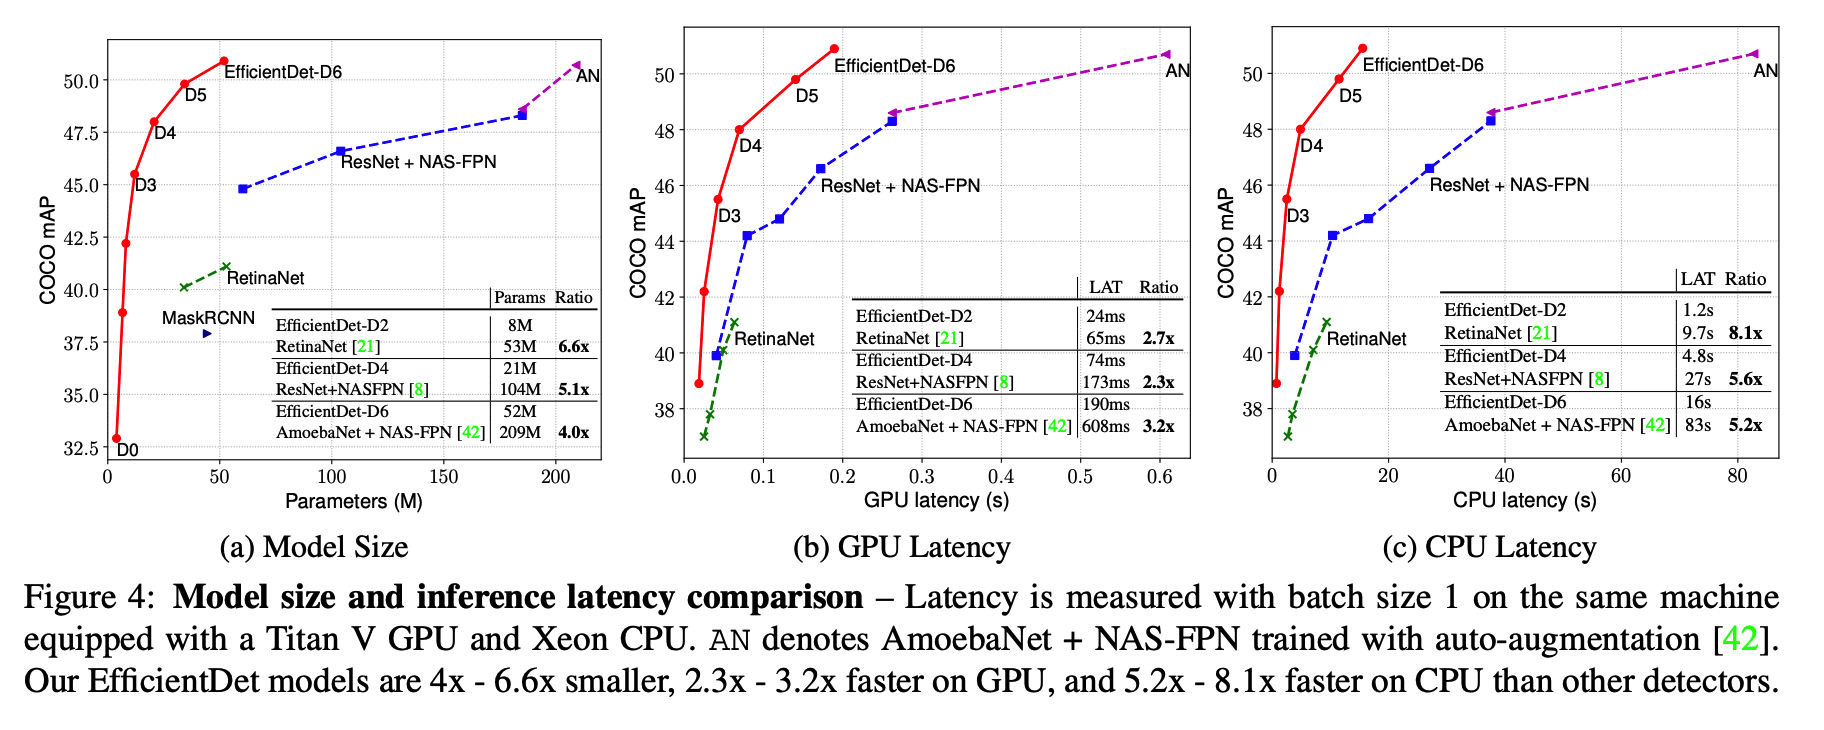 50.0
47.5
45.0
42.5
40.0
37.5
35.0
32.5
COCO mAP
0 50 100 150 200
Parameters (M)
EfficientDet-D6
D5
D4
D3
D0
AN
ResNet + NAS-FPN
RetinaNet
MaskRCNN
Params Ratio
EfficientDet-D2 8M
RetinaNet [21] 53M 6.6x
EfficientDet-D4 21M
ResNet+NASFPN [8] 104M 5.1x
EfficientDet-D6 52M
AmoebaNet + NAS-FPN [42] 209M 4.0x
(a) Model Size
50
48
46
44
42
40
38
COCO mAP
0.0 0.1 0.2 0.3 0.4 0.5 0.6
GPU latency (s)
EfficientDet-D6
D5
D4
D3
AN
ResNet + NAS-FPN
RetinaNet
LAT Ratio
EfficientDet-D2 24ms
RetinaNet [21] 65ms 2.7x
EfficientDet-D4 74ms
ResNet+NASFPN [8] 173ms 2.3x
EfficientDet-D6 190ms
AmoebaNet + NAS-FPN [42] 608ms 3.2x
(b) GPU Latency
50
48
46
44
42
40
38
COCO mAP
0 20 40 60 80
CPU latency (s)
EfficientDet-D6
D5
D4
D3
AN
ResNet + NAS-FPN
RetinaNet
LAT Ratio
EfficientDet-D2 1.2s
RetinaNet [21] 9.7s 8.1x
EfficientDet-D4 4.8s
ResNet+NASFPN [8] 27s 5.6x
EfficientDet-D6 16s
AmoebaNet + NAS-FPN [42] 83s 5.2x
(c) CPU Latency
Figure 4: Model size and inference latency comparison – Latency is measured with batch size 1 on the same machine
equipped with a Titan V GPU and Xeon CPU. AN denotes AmoebaNet + NAS-FPN trained with auto-augmentation [42].
Our EfficientDet models are 4x - 6.6x smaller, 2.3x - 3.2x faster on GPU, and 5.2x - 8.1x faster on CPU than other detectors.